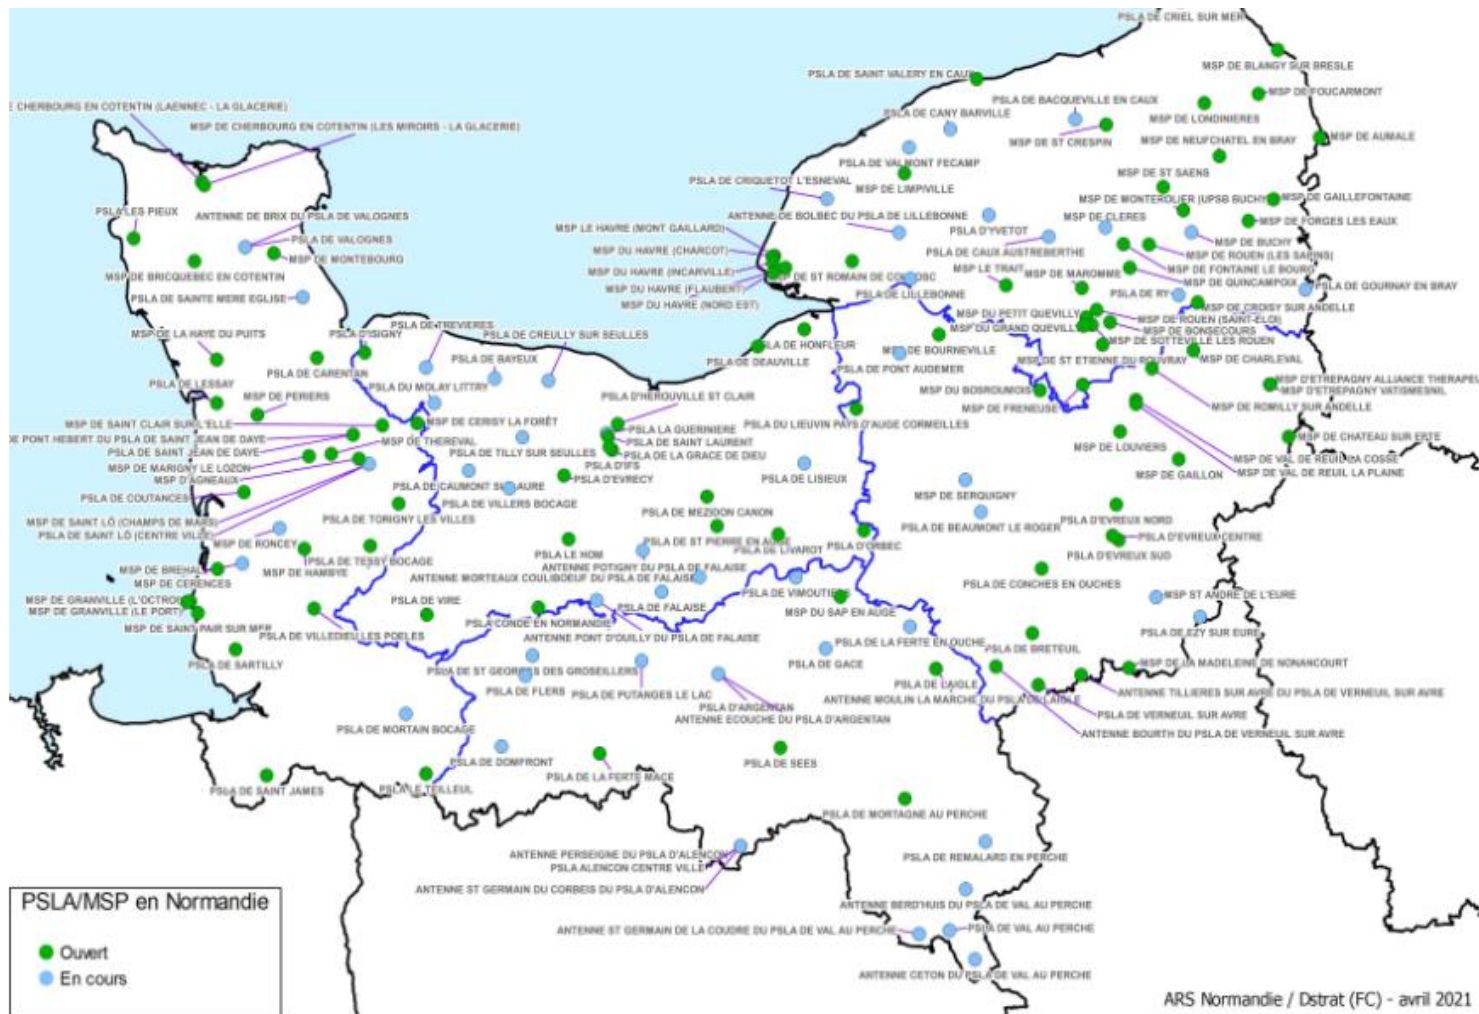 PSLA DE CRIEL SUR MER
MSP DE BLANGY SUR BRESLE
PSLA DE SAINT VALERY EN CAUX
MSP DE FOUCARMONT
PSLA DE BACQUEVILLE EN CAUX
E CHERBOURG EN COTENTIN (LAENNEC - LA GLACERIE)
PSLA DE CANY BARVILLE
MSP DE LONDINIERES
MSP DE CHERBOURG EN COTENTIN (LES MIROIRS - LA GLACERIE)
MSP DE ST CRESPIN
MSP DE NEUFCHATEL EN BRAY
MSP DE AUMALE
PSLA DE VALMONT FECAMP
PSLA DE CRIQUETOT L'ESNEVAL
MSP DE LIMPIVILLE
MSP DE ST SAENS
MSP DE MONTEROLIER (UPSB BUCHY)
MSP DE GAILLEFONTAINE
PSLA LES PIEUX
ANTENNE DE BRIX DU PSLA DE VALOGNES
ANTENNE DE BOLBEC DU PSLA DE LILLEBONNE
MSP DE CLERES
MSP DE FORGES LES EAUX
MSP LE HAVRE (MONT GAILLARD)
PSLA D'YVETOT
PSLA DE VALOGNES
MSP DE BUCHY
MSP DU HAVRE (CHARCOT)
PSLA DE CAUX AUSTREBERTHE
MSP DE ROUEN (LES SAPINS)
MSP DE MONTEBOURG
MSP DE BRICQUEBEC EN COTENTIN
MSP DU HAVRE (INCARVILLE)
MSP DE ST ROMAIN DE COLBOSC
MSP LE TRAIT
MSP DE MAROMME
MSP DE FONTAINE LE BOURG
MSP DE QUINCAMPOIX
MSP DU HAVRE (FLAUBERT)
PSLA DE LILLEBONNE
PSLA DE RY
PSLA DE GOURNAY EN BRAY
PSLA DE SAINTE MERE EGLISE
MSP DU HAVRE (NORD EST)
MSP DE CROISY SUR ANDELLE
MSP DU PETIT QUEVILLY
MSP DE ROUEN (SAINT-ELOI)
PSLA DE TREVIERES
MSP DU GRAND QUEVILLY
MSP DE BONSECOURS
MSP DE LA HAYE DU PUITS
PSLA D'ISIGNY
PSLA DE CREULLY SUR SEULLES
PSLA DE HONFLEUR
MSP DE BOURNEVILLE
MSP DE SOTTEVILLE LES ROUEN
PSLA DE BAYEUX
PSLA DE DEAUVILLE
MSP DE ST ETIENNE DU ROUVRAY
MSP DE CHARLEVAL
PSLA DE CARENTAN
PSLA DE PONT AUDEMER
PSLA DE LESSAY
PSLA DU MOLAY LITTRY
MSP DU BOSROUMOIS
MSP D'ETREPAGNY ALLIANCE THERAPEU
MSP D'ETREPAGNY VATISMESNIL
MSP DE PERIERS
PSLA D'HEROUVILLE ST CLAIR
MSP DE FRENEUSE
MSP DE ROMILLY SUR ANDELLE
MSP DE SAINT CLAIR SUR L'ELLE
MSP DE CERISY LA FORÊT
PSLA LA GUERINIERE
PSLA DU LIEUVIN PAYS D'AUGE CORMEILLES
DE PONT HEBERT DU PSLA DE SAINT JEAN DE DAYE
MSP DE THEREVAL
PSLA DE SAINT LAURENT
MSP DE LOUVIERS
MSP DE CHATEAU SUR EPTE
PSLA DE SAINT JEAN DE DAYE
PSLA DE TILLY SUR SEULLES
PSLA DE LA GRACE DE DIEU
MSP DE MARIGNY LE LOZON
PSLA D'IFS
PSLA DE LISIEUX
MSP DE GAILLON
MSP DE VAL DE REUIL LA COSSE
MSP DE VAL DE REUIL LA PLAINE
MSP D'AGNEAUX
PSLA DE CAUMONT SUR AURE
PSLA D'EVRECY
MSP DE SERQUIGNY
PSLA DE COUTANCES
PSLA DE VILLERS BOCAGE
PSLA DE TORIGNY LES VILLES
PSLA DE MEZIDON CANON
PSLA D'EVREUX NORD
MSP DE SAINT LÔ (CHAMPS DE MARS)
PSLA DE BEAUMONT LE ROGER
PSLA DE SAINT LÔ (CENTRE VILLE)
MSP DE RONCEY
PSLA DE ST PIERRE EN AUGE
PSLA DE LIVAROT
PSLA D'ORBEC
PSLA D'EVREUX CENTRE
PSLA LE HOM
PSLA D'EVREUX SUD
PSLA DE TESSY BOCAGE
MSP DE HAMBYE
MSP DE BREHAL
ANTENNE POTIGNY DU PSLA DE FALAISE
ANTENNE MORTEAUX COULIBOEUF DU PSLA DE FALAISE
MSP DE CERENCES
PSLA DE CONCHES EN OUCHES
PSLA DE VIMOUTIERS
MSP ST ANDRE DE L'EURE
MSP DE GRANVILLE (L'OCTROI)
MSP DE GRANVILLE (LE PORT)
PSLA DE VIRE
PSLA DE FALAISE
MSP DU SAP EN AUGE
MSP DE SAINT PAIR SUR MER
PSLA CONDE EN NORMANDIE
PSLA DE EZY SUR EURE
PSLA DE VILLEDIEU LES POELES
ANTENNE PONT D'OUILLY DU PSLA DE FALAISE
PSLA DE LA FERTE EN OUCHE
PSLA DE BRETEUIL
PSLA DE SARTILLY
PSLA DE GACE
PSLA DE ST GEORGES DES GROSEILLERS
MSP DE LA MADELEINE DE NONANCOURT
PSLA DE FLERS
PSLA DE PUTANGES LE LAC
PSLA DE L'AIGLE
ANTENNE TILLIERES SUR AVRE DU PSLA DE VERNEUIL SUR AVRE
ANTENNE MOULIN LA MARCHE DU PSLA DE L'AIGLE
PSLA D'ARGENTAN
PSLA DE VERNEUIL SUR AVRE
ANTENNE ECOUCHE DU PSLA D'ARGENTAN
PSLA DE MORTAIN BOCAGE
ANTENNE BOURTH DU PSLA DE VERNEUIL SUR AVRE
PSLA DE DOMFRONT
PSLA DE SEES
PSLA DE LA FERTE MACE
PSLA DE SAINT JAMES
PSLA LE TEILLEUL
PSLA DE MORTAGNE AU PERCHE
ANTENNE PERSEIGNE DU PSLA D'ALENCON
PSLA DE REMALARD EN PERCHE
PSLA ALENCON CENTRE VILLE
ANTENNE ST GERMAIN DU CORBEIS DU PSLA D'ALENCON
ANTENNE BERD'HUIS DU PSLA DE VAL AU PERCHE
ANTENNE ST GERMAIN DE LA COUDRE DU PSLA DE VAL AU PERCHE
PSLA DE VAL AU PERCHE
ANTENNE CETON DU PSLA DE VAL AU PERCHE
PSLA/MSP en Normandie
Ouvert
En cours
ARS Normandie / Dstrat (FC) - avril 2021